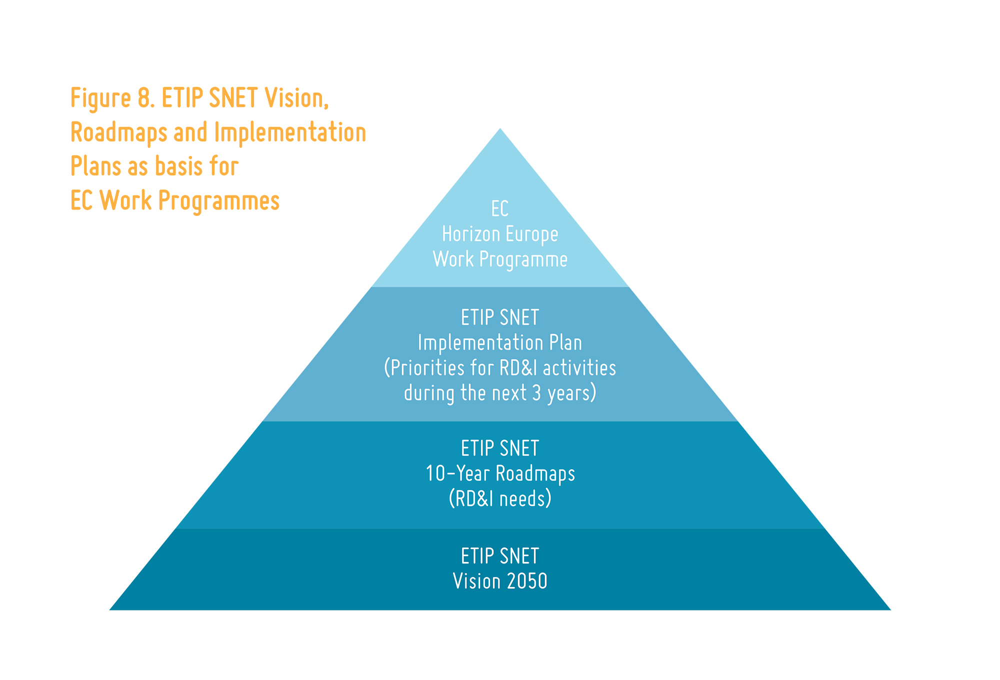 Figure 8. ETIP SNET Vision,
Roadmaps and Implementation
Plans as basis for
EC Work Programmes
EC
Horizon Europe
Work Programme
ETIP SNET
Implementation Plan
(Priorities for RD&I activities
during the next 3 years)
ETIP SNET
10-Year Roadmaps
(RD&I needs)
ETIP SNET
Vision 2050